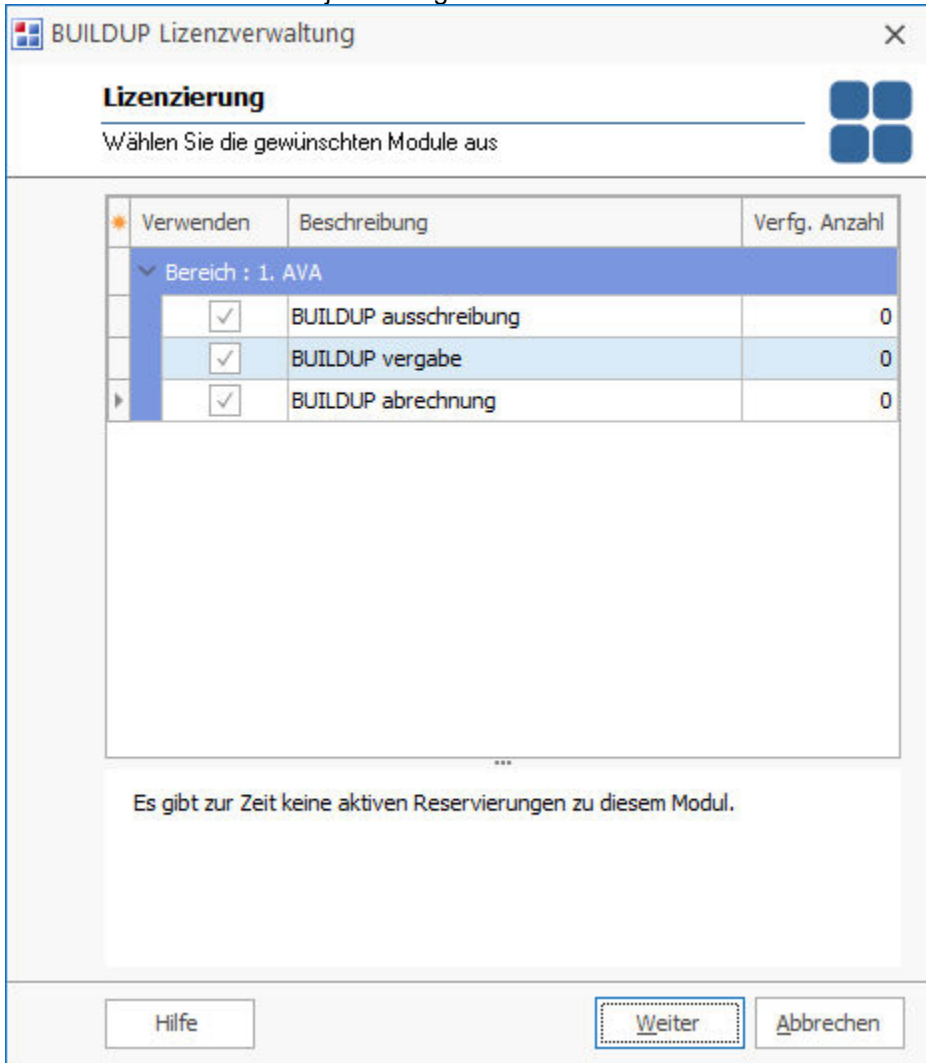 BUILDUP Lizenzverwaltung
Lizenzierung
Wählen Sie die gewünschten Module aus
Verwenden Beschreibung Verfg. Anzahl
Bereich : 1. AVA
BUILDUP ausschreibung 0
BUILDUP vergabe 0
BUILDUP abrechnung 0
Es gibt zur Zeit keine aktiven Reservierungen zu diesem Modul.
Hilfe Weiter Abbrechen